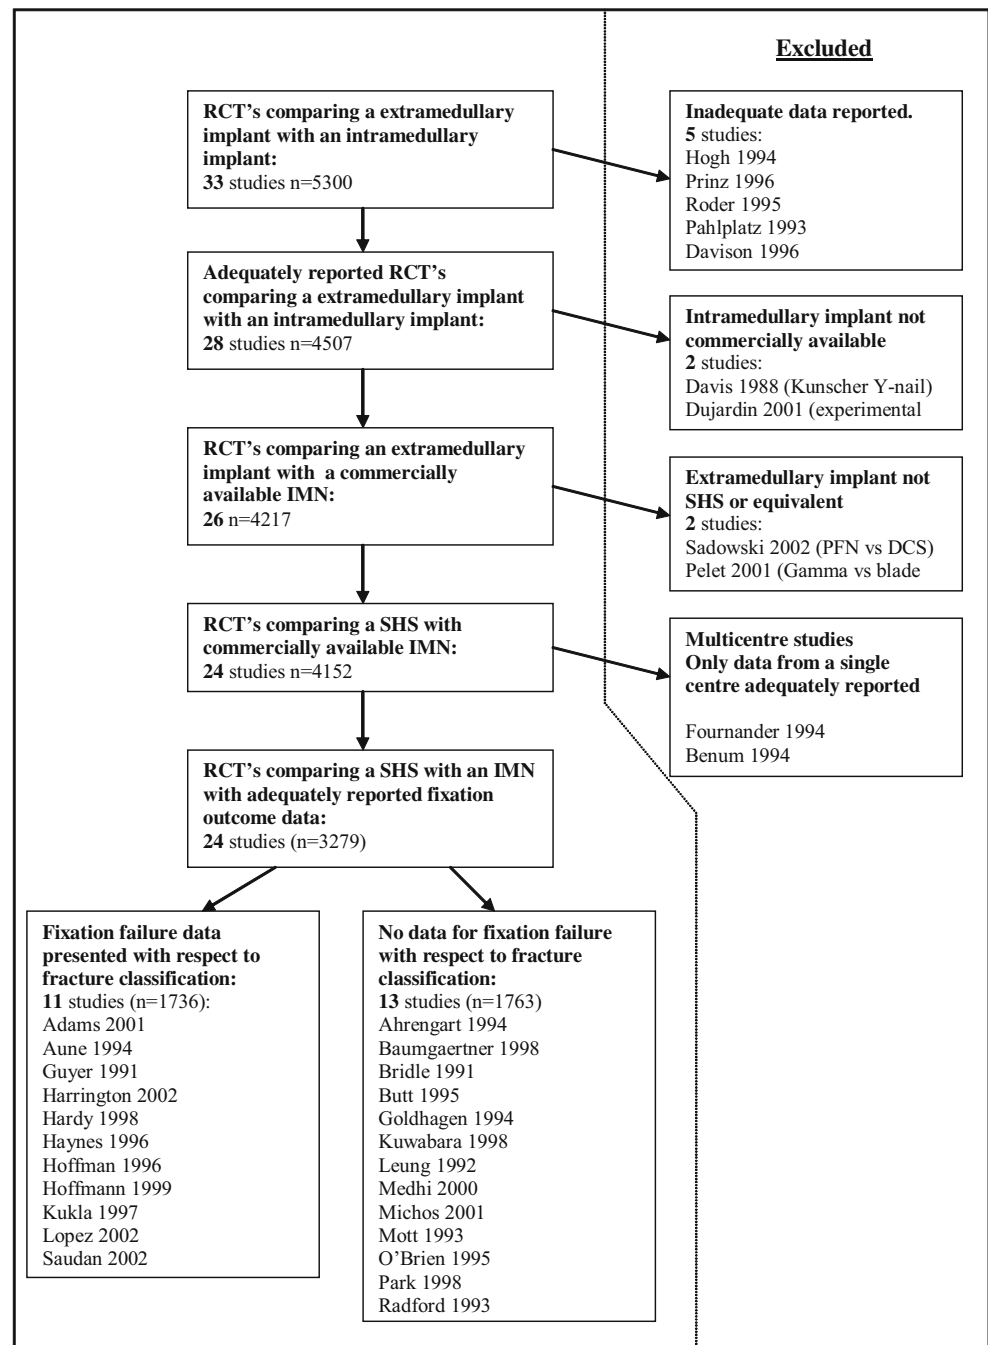 Excluded
RCT's comparing a extramedullary
implant with an intramedullary
implant:
33 studies n=5300
Inadequate data reported.
5 studies:
Hogh 1994
Prinz 1996
Roder 1995
Pahlplatz 1993
Davison 1996
Adequately reported RCT's
comparing a extramedullary implant
with an intramedullary implant:
28 studies n=4507
Intramedullary implant not
commercially available
2 studies:
Davis 1988 (Kunscher Y-nail)
Dujardin 2001 (experimental
RCT's comparing an extramedullary
implant with a commercially
available IMN:
26 n=4217
Extramedullary implant not
SHS or equivalent
2 studies:
Sadowski 2002 (PFN vs DCS)
Pelet 2001 (Gamma vs blade
RCT's comparing a SHS with
commercially available IMN:
24 studies n=4152
Multicentre studies
Only data from a single
centre adequately reported
Fournander 1994
Benum 1994
RCT's comparing a SHS with an IMN
with adequately reported fixation
outcome data:
24 studies (n=3279)
Fixation failure data
presented with respect to
fracture classification:
11 studies (n=1736):
Adams 2001
Aune 1994
Guyer 1991
Harrington 2002
Hardy 1998
Haynes 1996
Hoffman 1996
Hoffmann 1999
Kukla 1997
Lopez 2002
Saudan 2002
No data for fixation failure
with respect to fracture
classification:
13 studies (n=1763)
Ahrengart 1994
Baumgaertner 1998
Bridle 1991
Butt 1995
Goldhagen 1994
Kuwabara 1998
Leung 1992
Medhi 2000
Michos 2001
Mott 1993
O'Brien 1995
Park 1998
Radford 1993